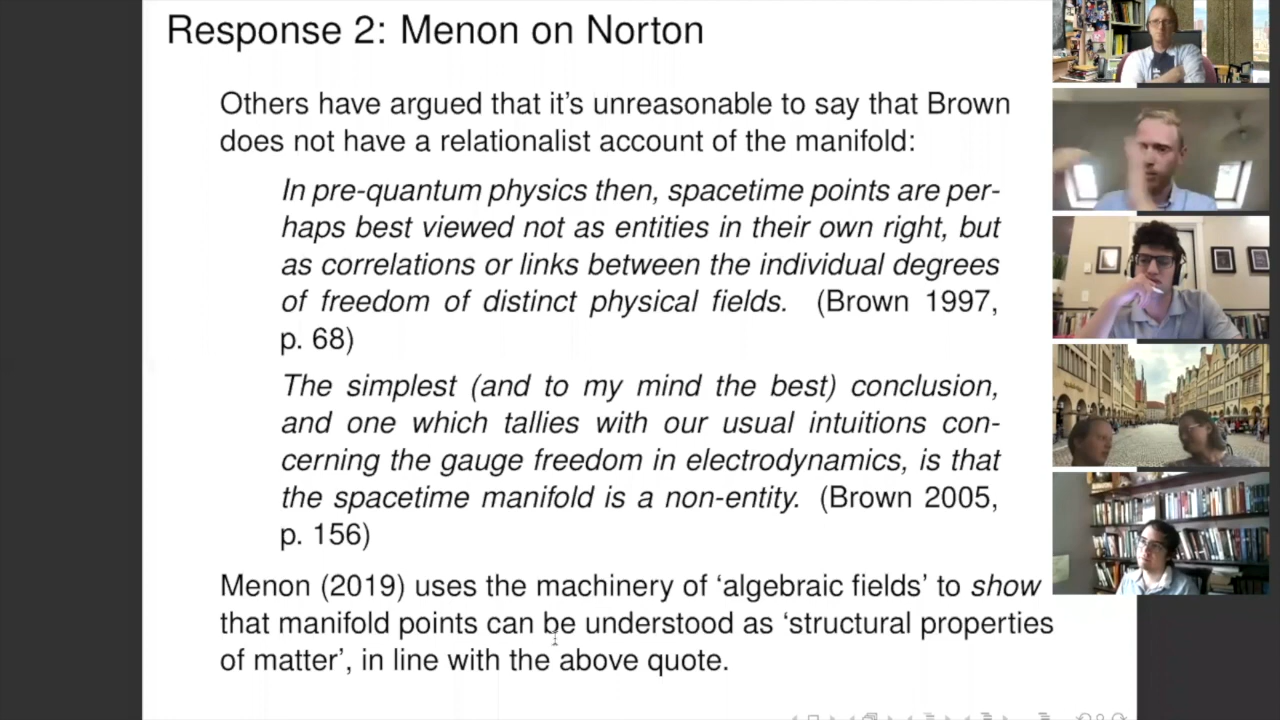 Response 2: Menon on Norton
Others have argued that it's unreasonable to say that Brown
does not have a relationalist account of the manifold:
In pre-quantum physics then, spacetime points are per-
haps best viewed not as entities in their own right, but
as correlations or links between the individual degrees
of freedom of distinct physical fields. (Brown 1997,
p. 68)
The simplest (and to my mind the best) conclusion,
and one which tallies with our usual intuitions con-
cerning the gauge freedom in electrodynamics, is that
the spacetime manifold is a non-entity. (Brown 2005,
p. 156)
Menon (2019) uses the machinery of ‘algebraic fields’ to show
that manifold points can be understood as ‘structural properties
of matter’, in line with the above quote.